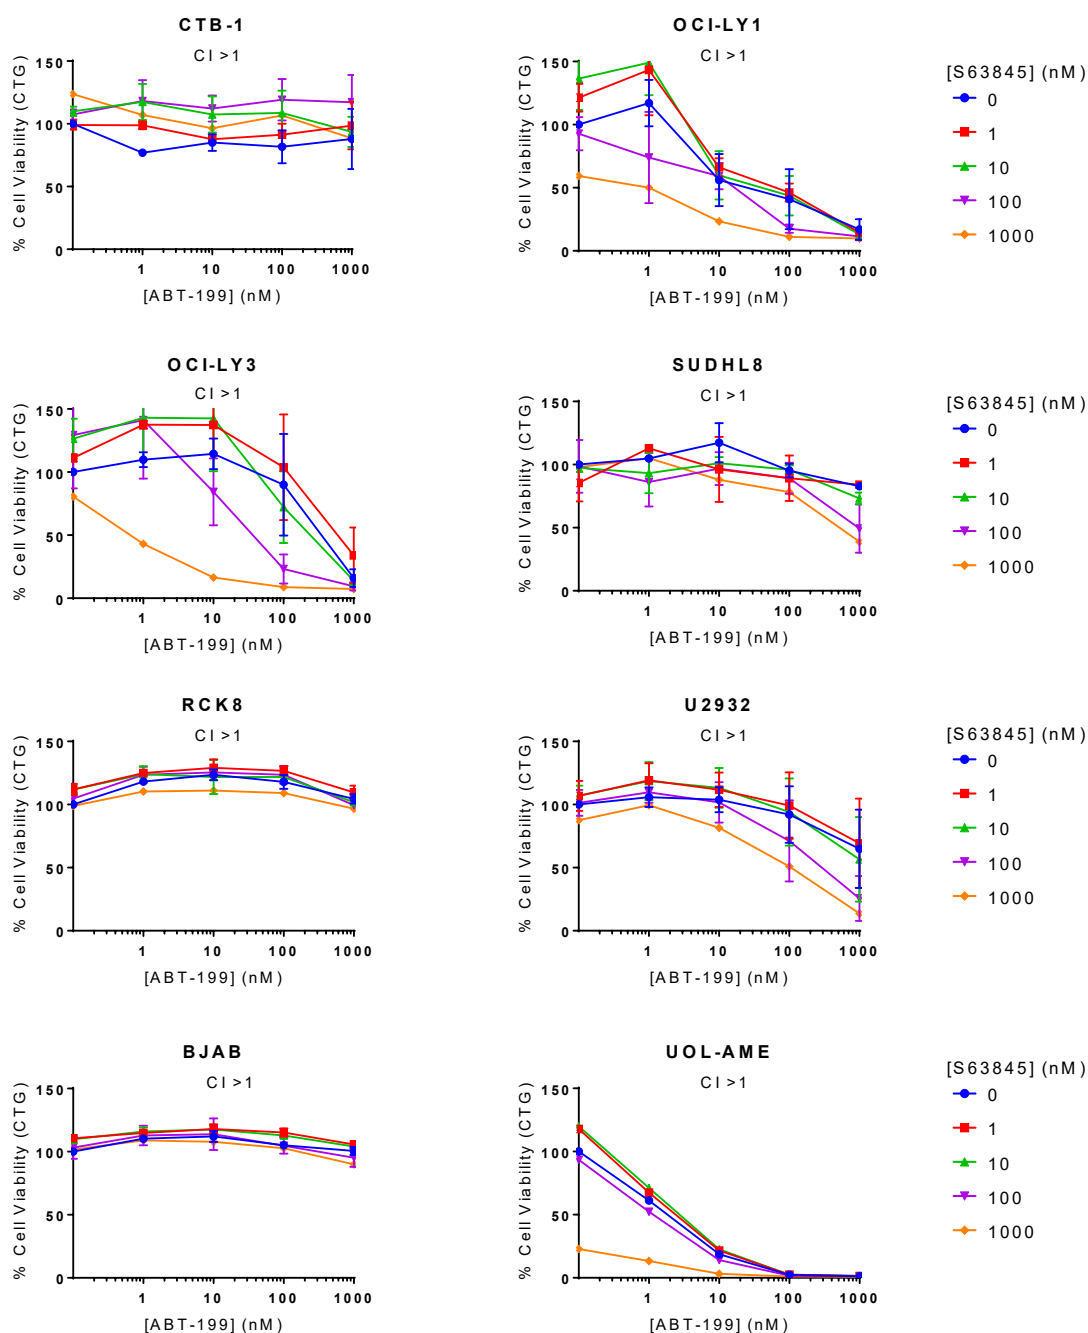 CTB-1
CI >1
% Cell Viability (CTG)
150
100
50
0
1 10 100 1000
[ABT-199] (nM)
OCI-LY1
CI >1
% Cell Viability (CTG)
150
100
50
0
1 10 100 1000
[ABT-199] (nM)
[S63845] (nM)
0
1
10
100
1000
OCI-LY3
CI >1
% Cell Viability (CTG)
150
100
50
0
1 10 100 1000
[ABT-199] (nM)
SUDHL8
CI >1
% Cell Viability (CTG)
150
100
50
0
1 10 100 1000
[ABT-199] (nM)
[S63845] (nM)
0
1
10
100
1000
RCK8
CI >1
% Cell Viability (CTG)
150
100
50
0
1 10 100 1000
[ABT-199] (nM)
U2932
CI >1
% Cell Viability (CTG)
150
100
50
0
1 10 100 1000
[ABT-199] (nM)
[S63845] (nM)
0
1
10
100
1000
BJAB
CI >1
% Cell Viability (CTG)
150
100
50
0
1 10 100 1000
[ABT-199] (nM)
UOL-AME
CI >1
% Cell Viability (CTG)
150
100
50
0
1 10 100 1000
[ABT-199] (nM)
[S63845] (nM)
0
1
10
100
1000